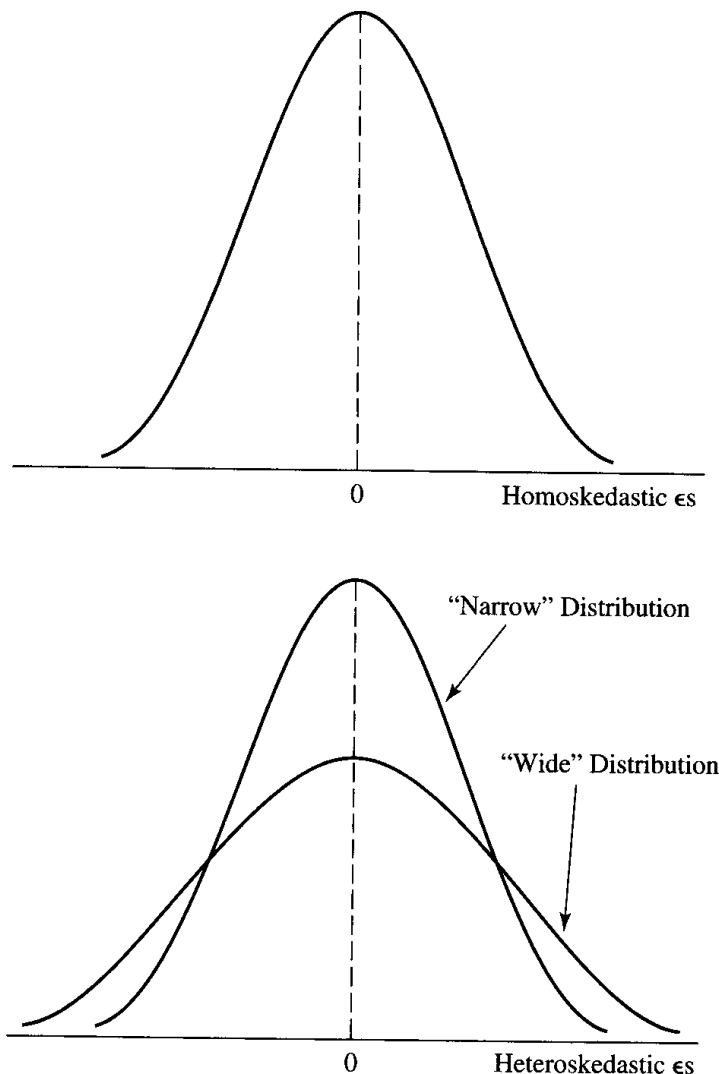 0
Homoskedastic ϵs
“Narrow” Distribution
“Wide” Distribution
0
Heteroskedastic ϵs